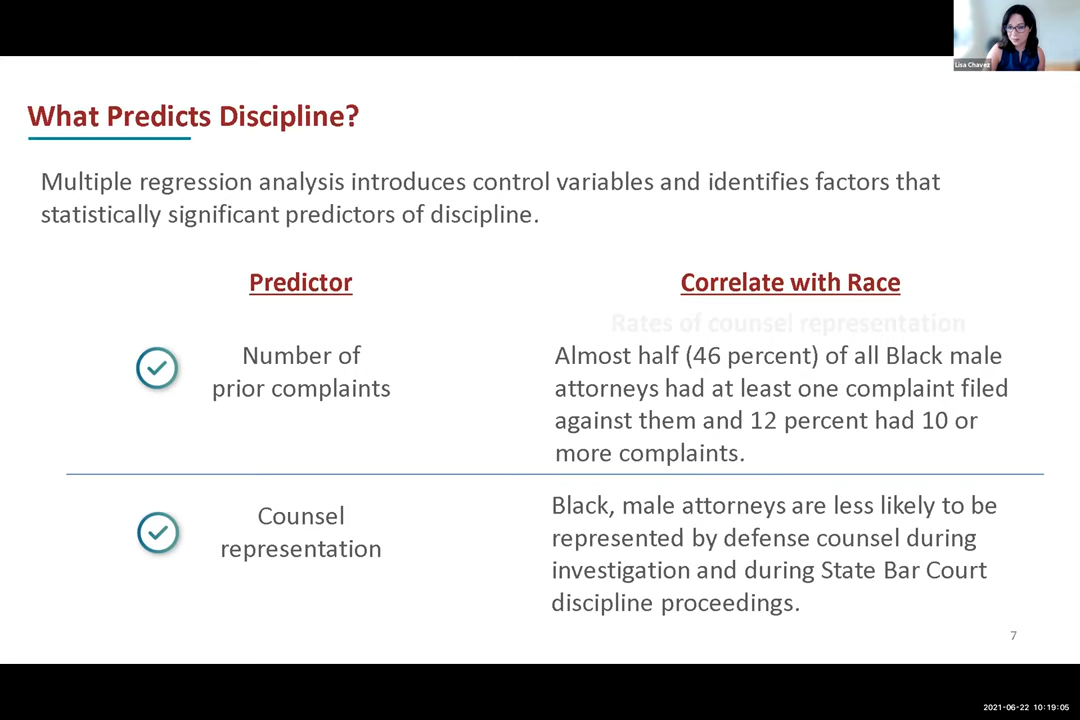 Lisa Chavez
What Predicts Discipline?
Multiple regression analysis introduces control variables and identifies factors that
statistically significant predictors of discipline.
Predictor
Correlate with Race
Rates of counsel representation
Number of
prior complaints
Almost half (46 percent) of all Black male
attorneys had at least one complaint filed
against them and 12 percent had 10 or
more complaints.
Counsel
representation
Black, male attorneys are less likely to be
represented by defense counsel during
investigation and during State Bar Court
discipline proceedings.
7
2021-06-22 10:19:05